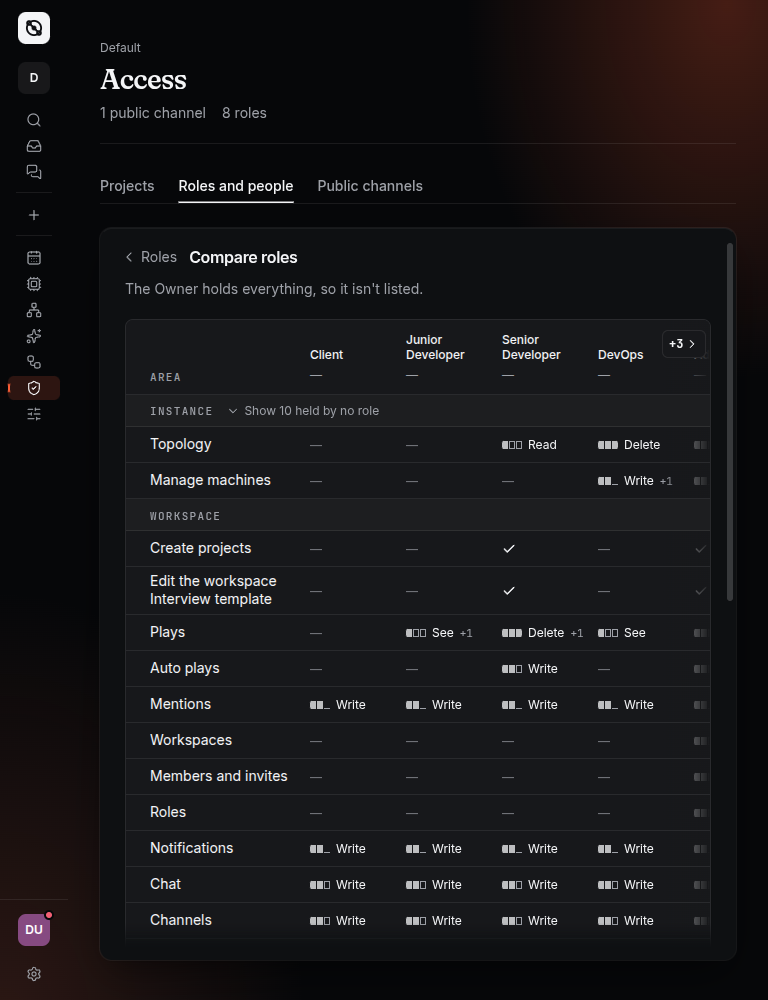 D
Default
Access
1 public channel 8 roles
Projects Roles and people Public channels
Roles Compare roles
The Owner holds everything, so it isn't listed.
AREA Client Junior Developer Senior Developer DevOps +3
— — — —
INSTANCE Show 10 held by no role
Topology — — Read Delete
Manage machines — — — Write +1
WORKSPACE
Create projects — — ✓ —
Edit the workspace
Interview template — — ✓ —
Plays — See +1 Delete +1 See
Auto plays — — Write —
Mentions Write Write Write Write
Workspaces — — — —
Members and invites — — — —
Roles — — — —
Notifications Write Write Write Write
Chat Write Write Write Write
Channels Write Write Write Write
DU